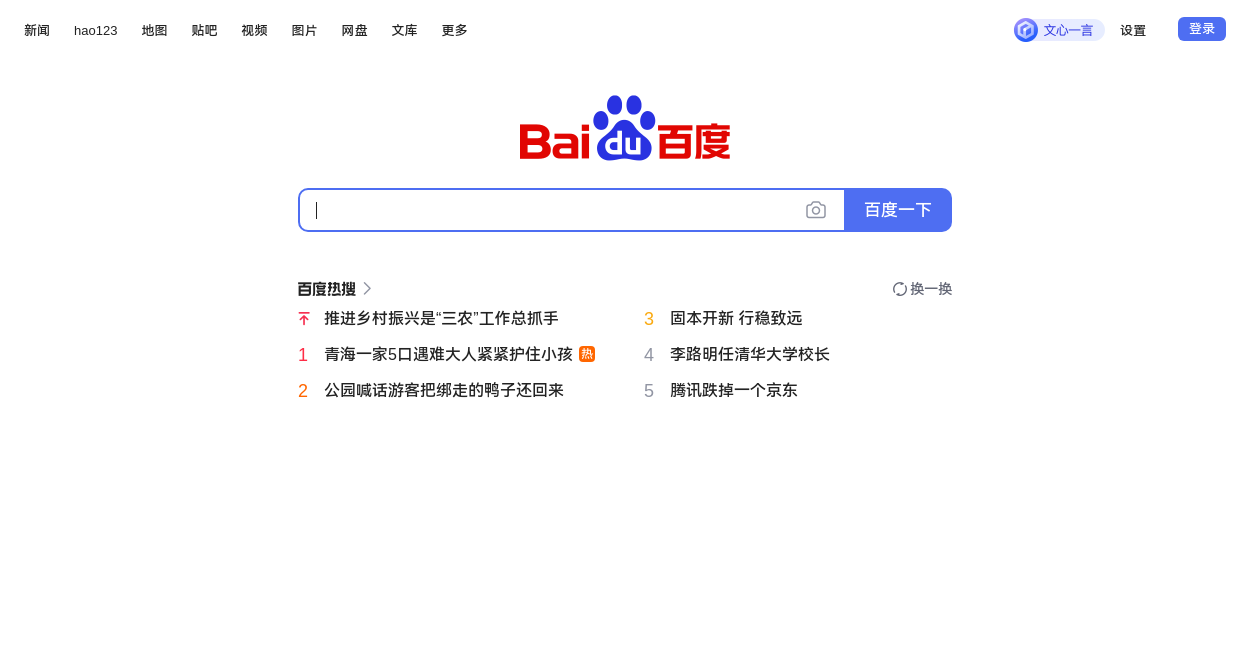 新闻 hao123 地图 贴吧 视频 图片 网盘 文库 更多 文心一言 设置 登录
Bai du 百度
百度一下
百度热搜 换一换
推进乡村振兴是“三农”工作总抓手
3 固本开新 行稳致远
1 青海一家5口遇难大人紧紧护住小孩 热
4 李路明任清华大学校长
2 公园喊话游客把绑走的鸭子还回来
5 腾讯跌掉一个京东